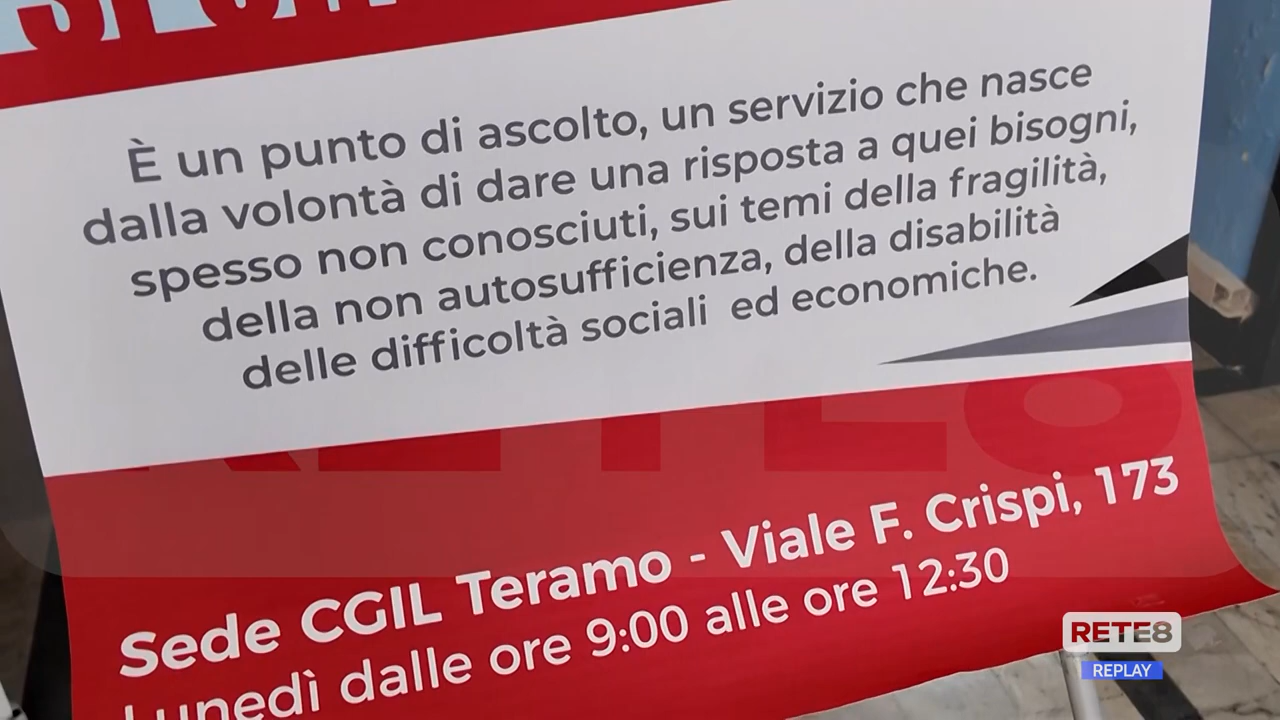 È un punto di ascolto, un servizio che nasce
dalla volontà di dare una risposta a quei bisogni,
spesso non conosciuti, sui temi della fragilità,
della non autosufficienza, della disabilità
delle difficoltà sociali ed economiche.
Sede CGIL Teramo - Viale F. Crispi, 173
Lunedì dalle ore 9:00 alle ore 12:30
RETE8
RETE8
REPLAY